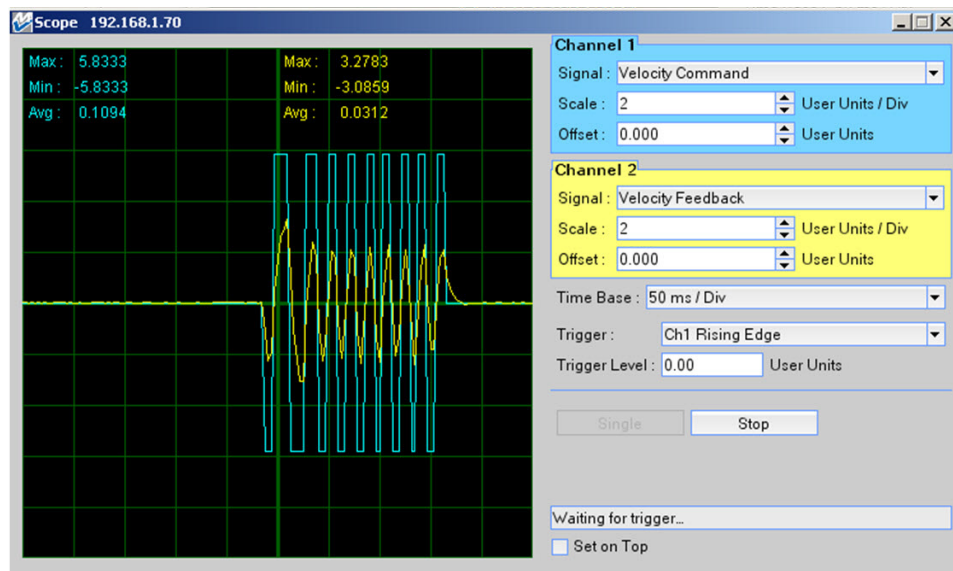 Scope 192.168.1.70
Max : 5.8333 Max : 3.2783
Min : -5.8333 Min : -3.0859
Avg : 0.1094 Avg : 0.0312
Channel 1
Signal : Velocity Command
Scale : 2 User Units / Div
Offset : 0.000 User Units
Channel 2
Signal : Velocity Feedback
Scale : 2 User Units / Div
Offset : 0.000 User Units
Time Base : 50 ms / Div
Trigger : Ch1 Rising Edge
Trigger Level : 0.00 User Units
Single Stop
Waiting for trigger...
Set on Top